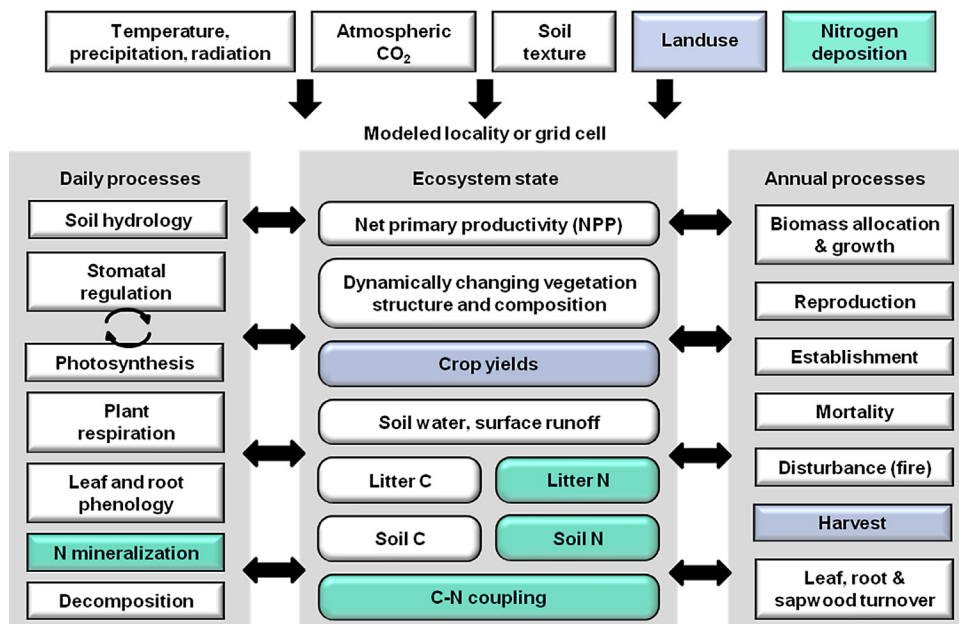 Temperature,
precipitation, radiation
Atmospheric
CO₂
Soil
texture
Landuse
Nitrogen
deposition
Modeled locality or grid cell
Daily processes
Soil hydrology
Stomatal
regulation
Photosynthesis
Plant
respiration
Leaf and root
phenology
N mineralization
Decomposition
Ecosystem state
Net primary productivity (NPP)
Dynamically changing vegetation
structure and composition
Crop yields
Soil water, surface runoff
Litter C
Litter N
Soil C
Soil N
C-N coupling
Annual processes
Biomass allocation
& growth
Reproduction
Establishment
Mortality
Disturbance (fire)
Harvest
Leaf, root &
sapwood turnover